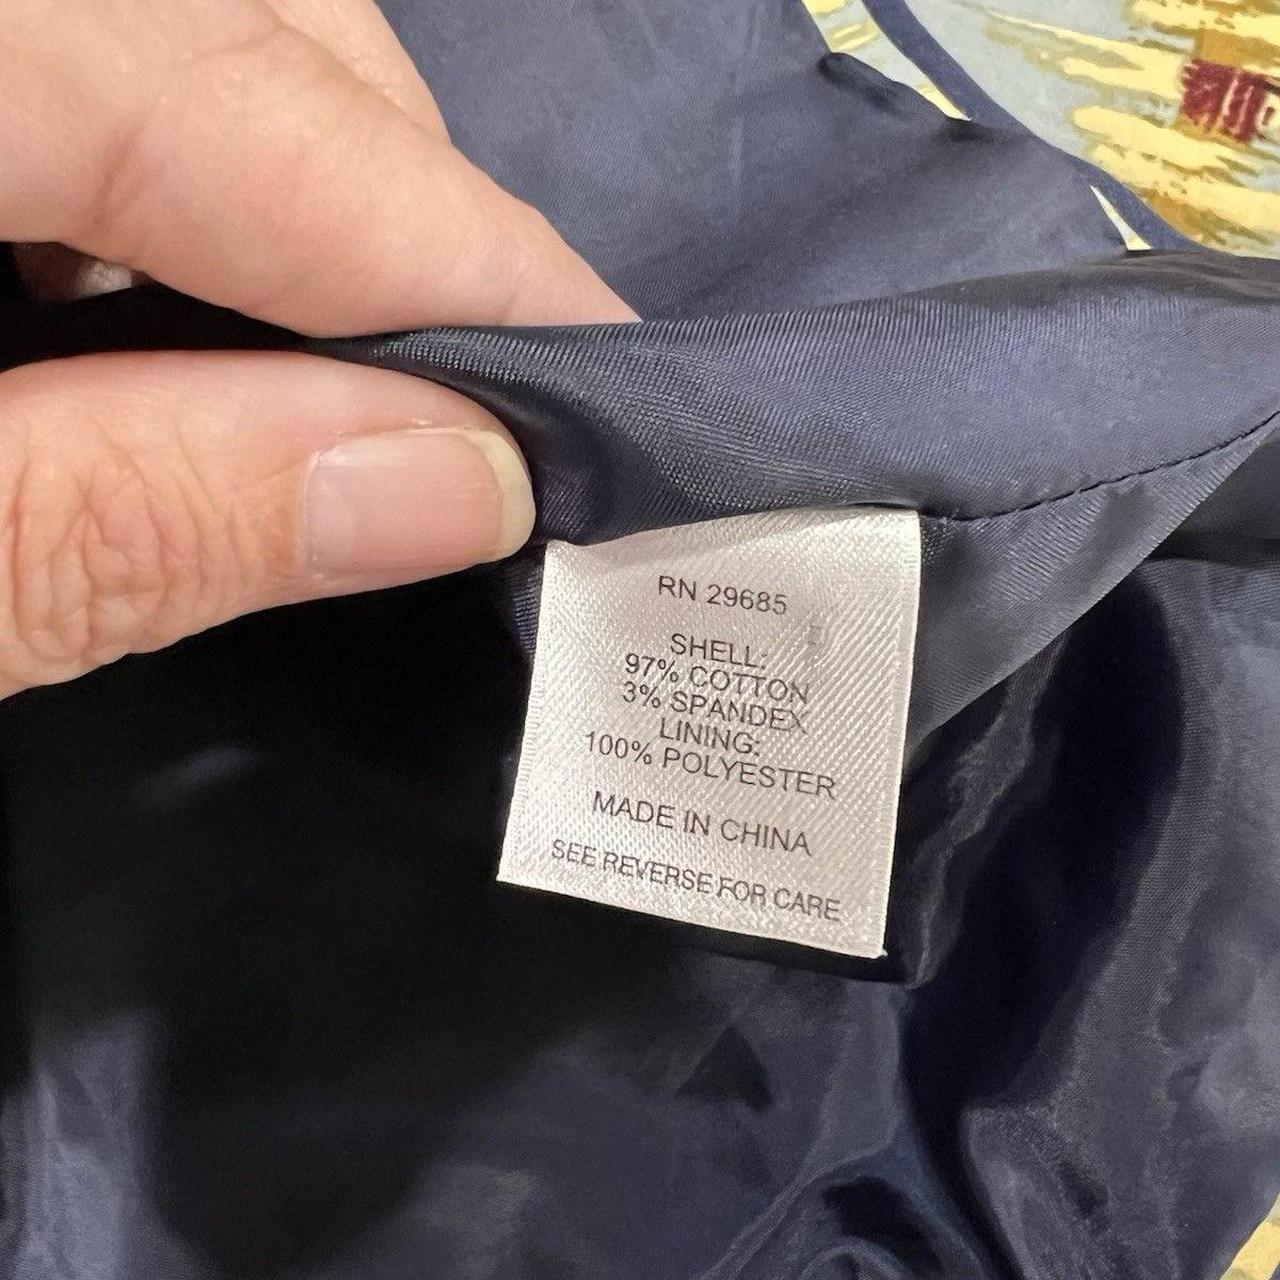 RN 29685
SHELL:
97% COTTON
3% SPANDEX
LINING:
100% POLYESTER
MADE IN CHINA
SEE REVERSE FOR CARE